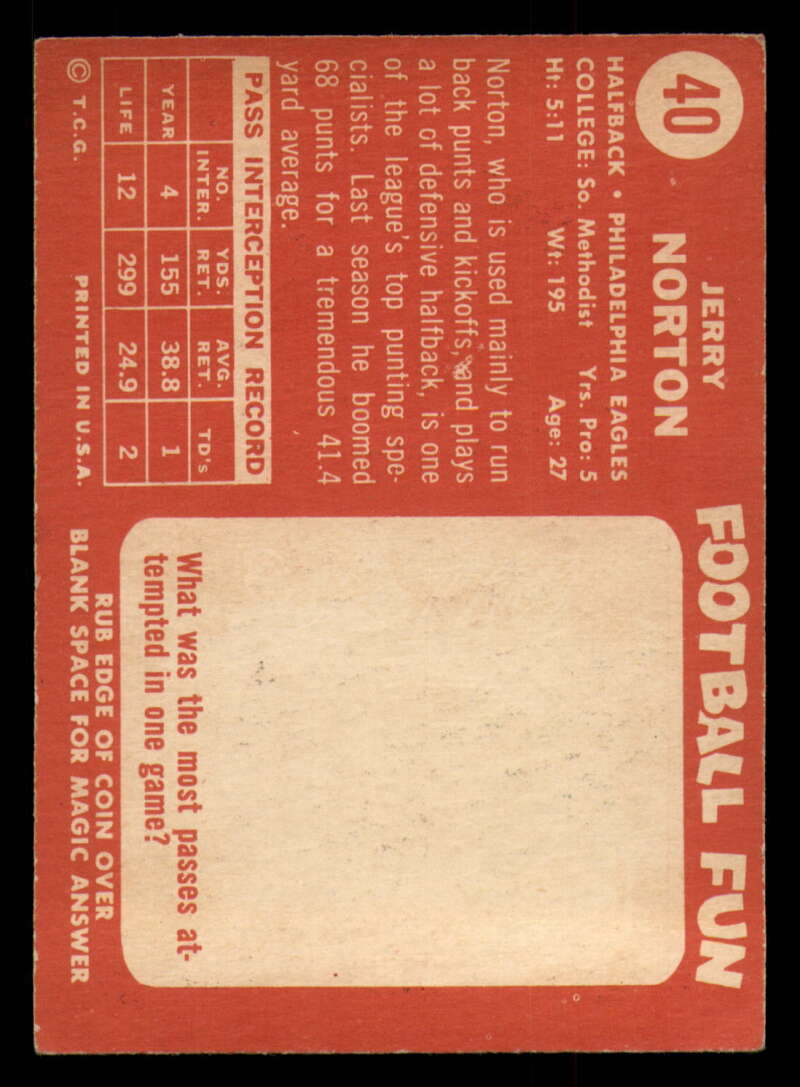 40
JERRY
NORTON
HALFBACK • PHILADELPHIA EAGLES
COLLEGE: So. Methodist Yrs. Pro: 5
Ht: 5:11 Wt: 195 Age: 27
Norton, who is used mainly to run
back punts and kickoffs, and plays
a lot of defensive halfback, is one
of the league's top punting spe-
cialists. Last season he boomed
68 punts for a tremendous 41.4
yard average.
PASS INTERCEPTION RECORD
NO. INTER. YDS. RET. AVG. RET. TD's
YEAR 4 155 38.8 1
LIFE 12 299 24.9 2
© T.C.G. PRINTED IN U.S.A.
FOOTBALL FUN
What was the most passes at-
tempted in one game?
RUB EDGE OF COIN OVER
BLANK SPACE FOR MAGIC ANSWER